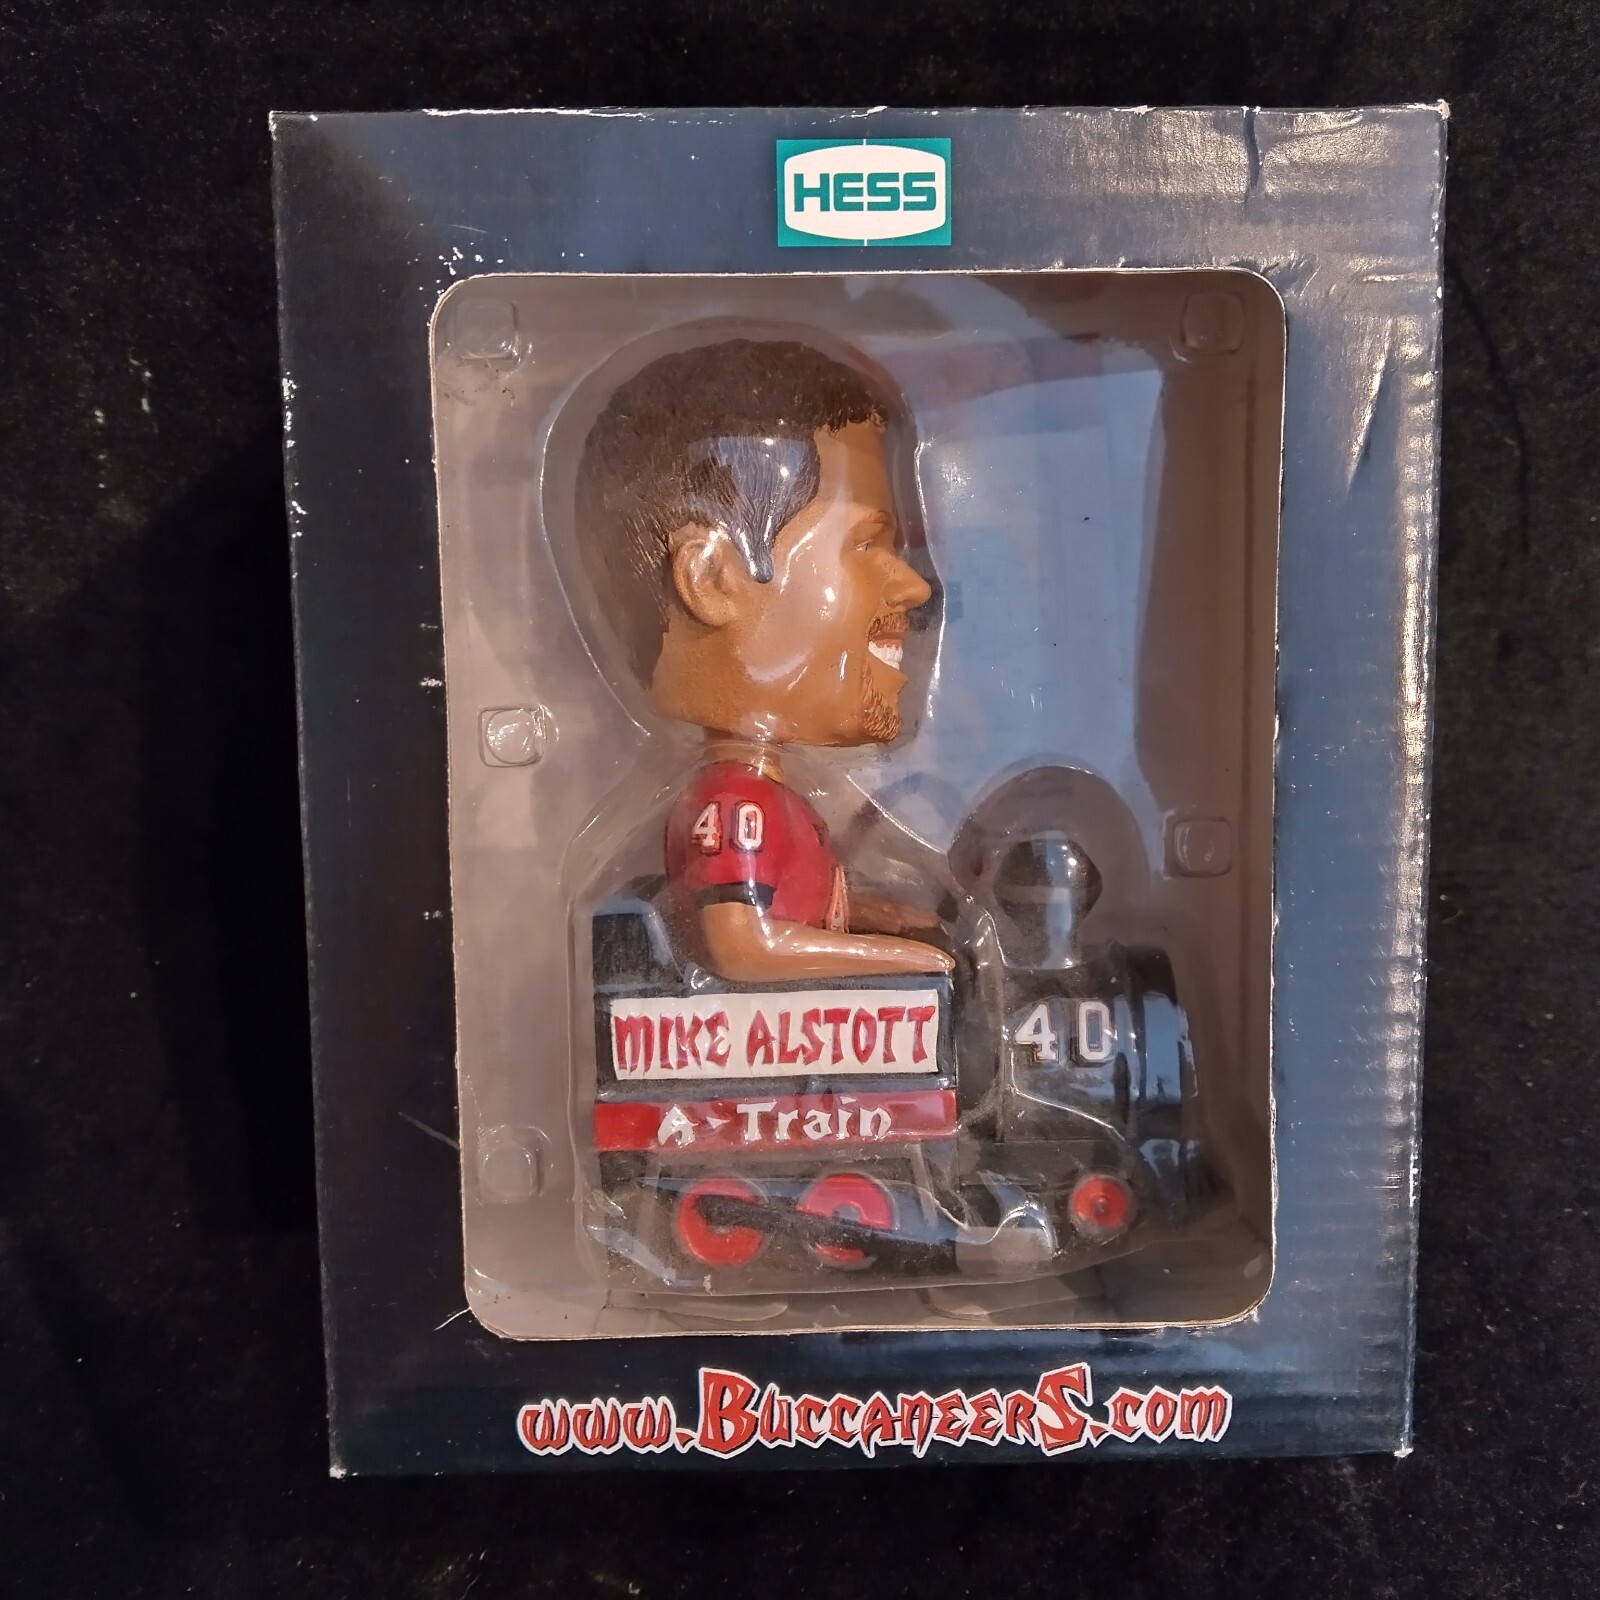 HESS
40
MIKE ALSTOTT
40
A-Train
www.BuccaneerS.com